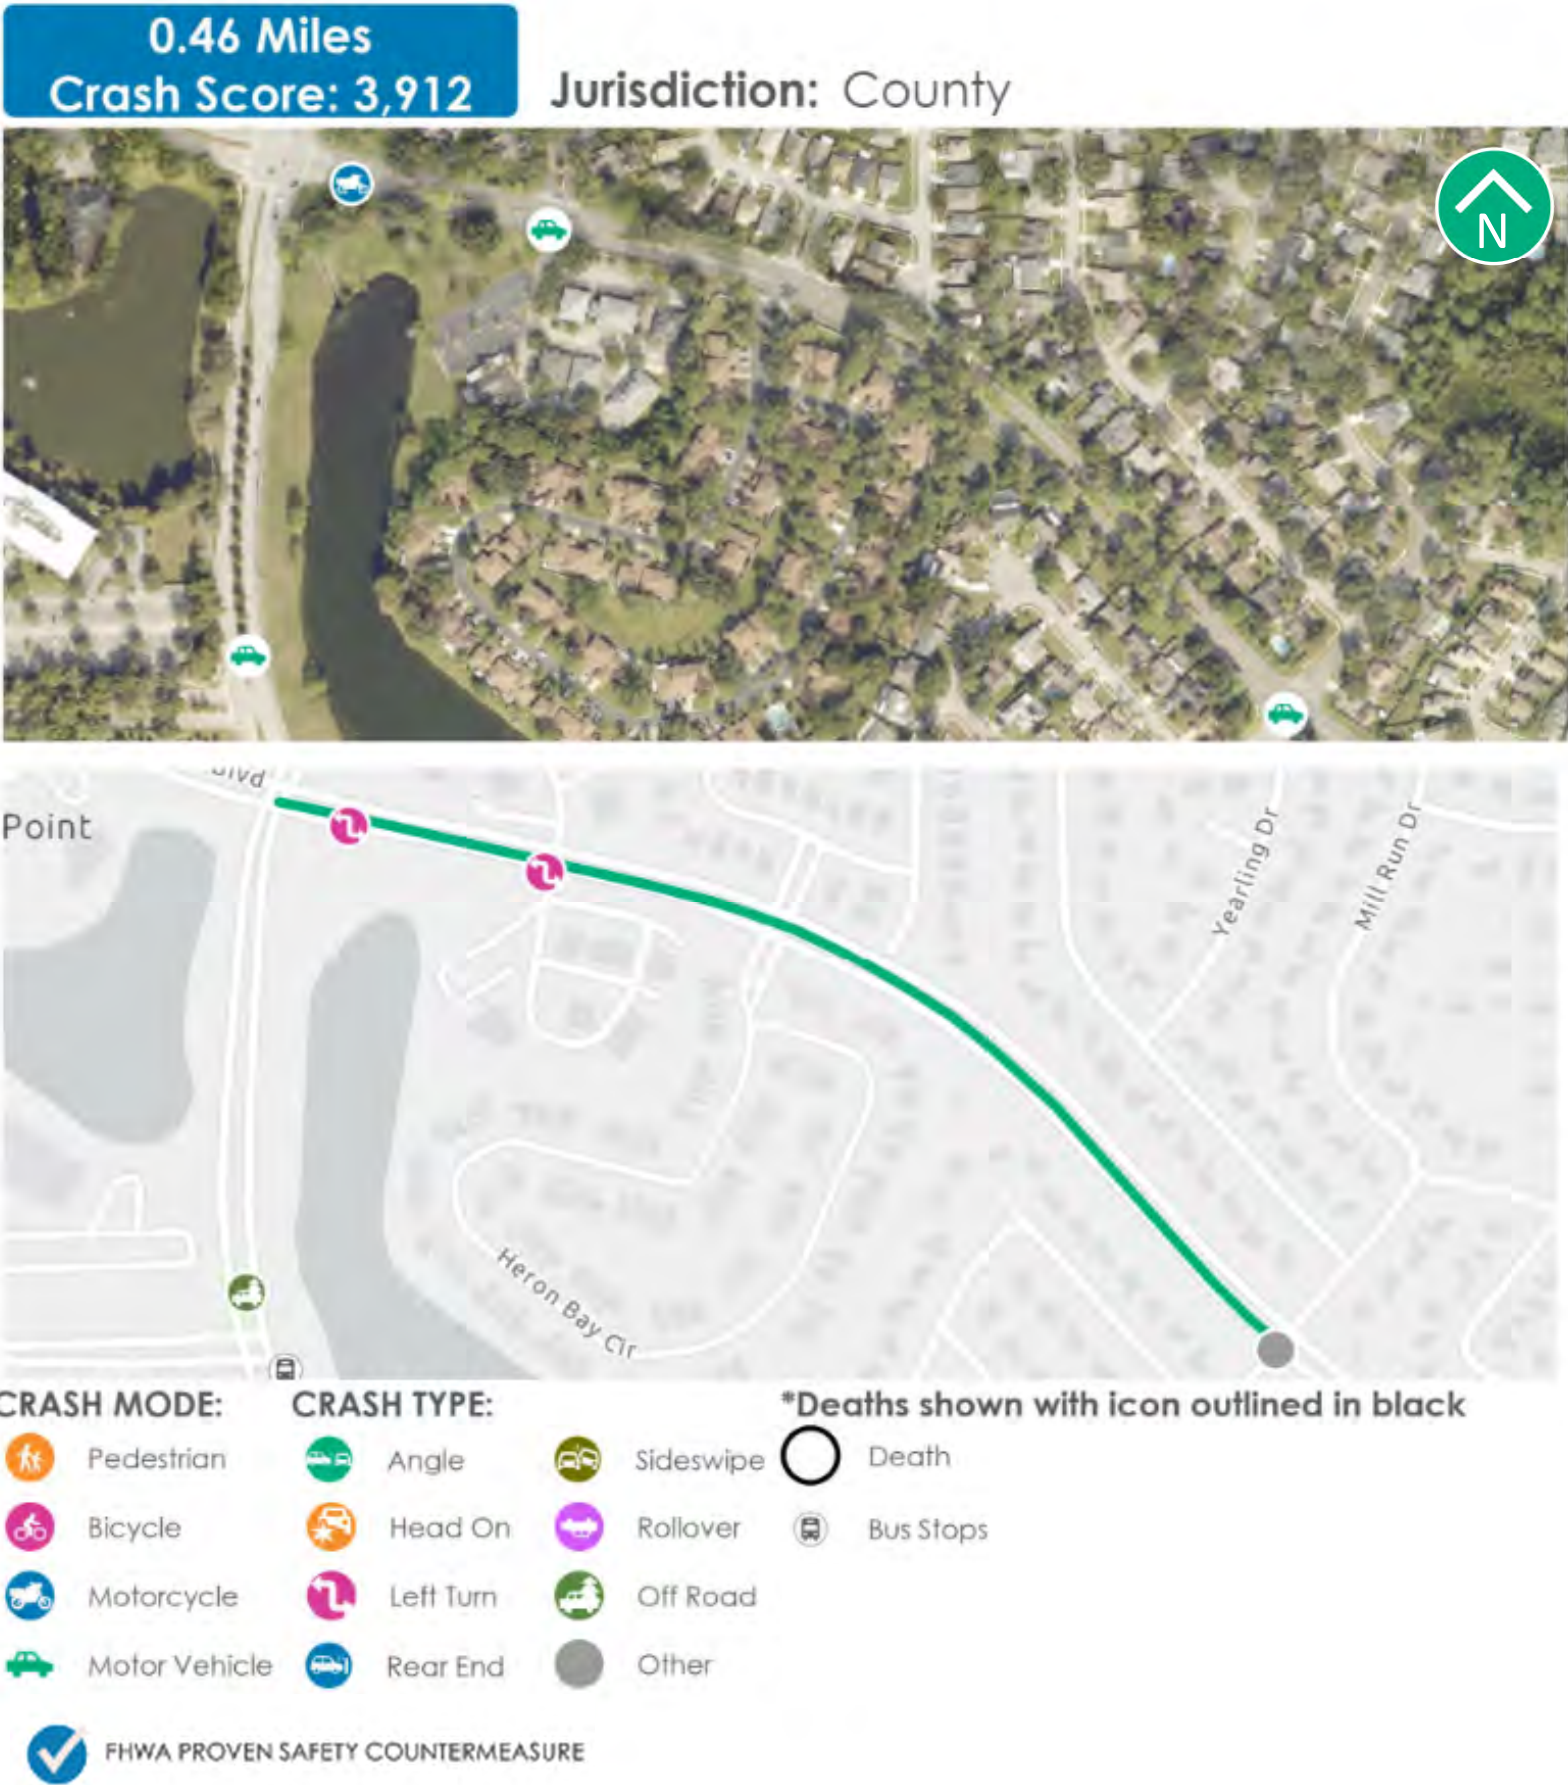 0.46 Miles
Crash Score: 3,912
Jurisdiction: County
N
Blvd
Point
Yearling Dr
Mill Run Dr
Heron Bay Cir
CRASH MODE:
CRASH TYPE:
*Deaths shown with icon outlined in black
Pedestrian
Angle
Sideswipe
Death
Bicycle
Head On
Rollover
Bus Stops
Motorcycle
Left Turn
Off Road
Motor Vehicle
Rear End
Other
FHWA PROVEN SAFETY COUNTERMEASURE